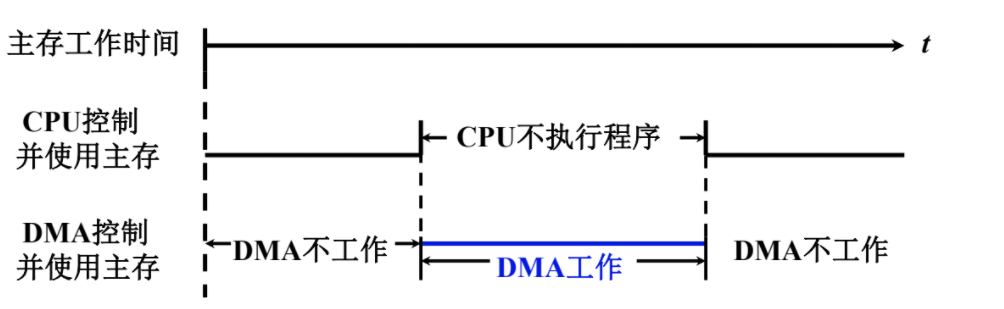 主存工作时间
t
CPU控制
并使用主存
CPU不执行程序
DMA控制
并使用主存
DMA不工作
DMA工作
DMA不工作